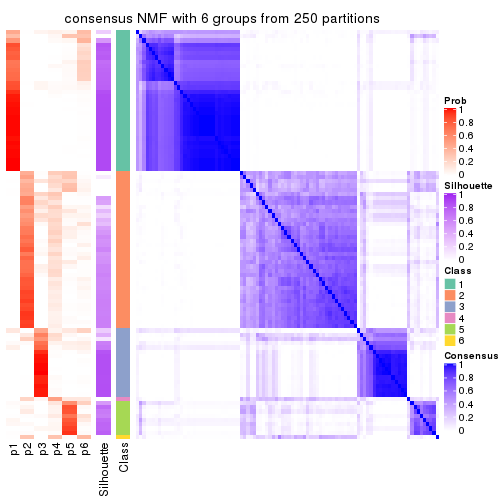 consensus NMF with 6 groups from 250 partitions
Prob
1
0.8
0.6
0.4
0.2
0
Silhouette
1
0.8
0.6
0.4
0.2
0
Class
1
2
3
4
5
6
Consensus
1
0.8
0.6
0.4
0.2
0
p1
p2
p3
p4
p5
p6
Silhouette
Class